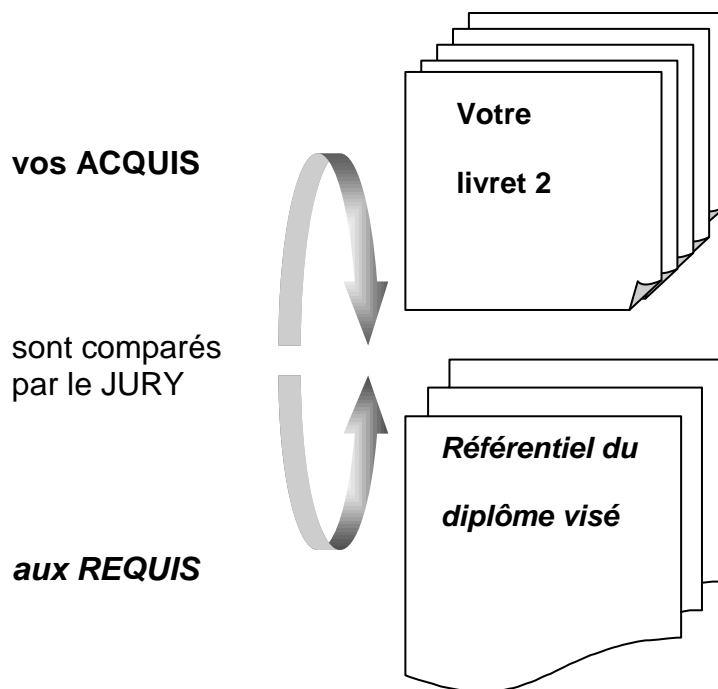 Votre
livret 2
vos ACQUIS
sont comparés
par le JURY
Référentiel du
diplôme visé
aux REQUIS